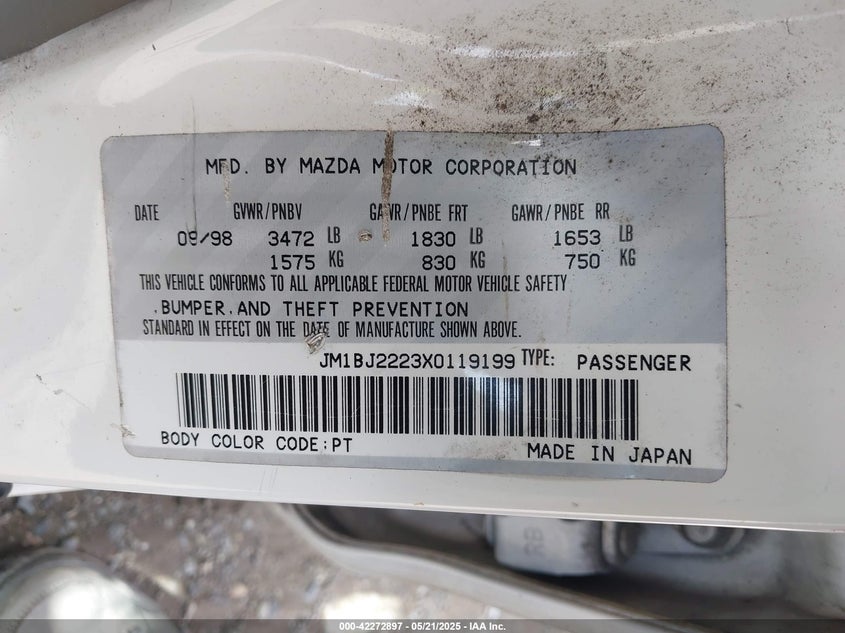 MFD. BY MAZDA MOTOR CORPORATION
DATE GVWR/PNBV GAWR/PNBE FRT GAWR/PNBE RR
09/98 3472 LB 1830 LB 1653 LB
1575 KG 830 KG 750 KG
THIS VEHICLE CONFORMS TO ALL APPLICABLE FEDERAL MOTOR VEHICLE SAFETY
,BUMPER,AND THEFT PREVENTION
STANDARD IN EFFECT ON THE DATE OF MANUFACTURE SHOWN ABOVE.
JM1BJ2223X0119199 TYPE: PASSENGER
BODY COLOR CODE:PT MADE IN JAPAN
RB
000-42272897 - 05/21/2025 - IAA Inc.